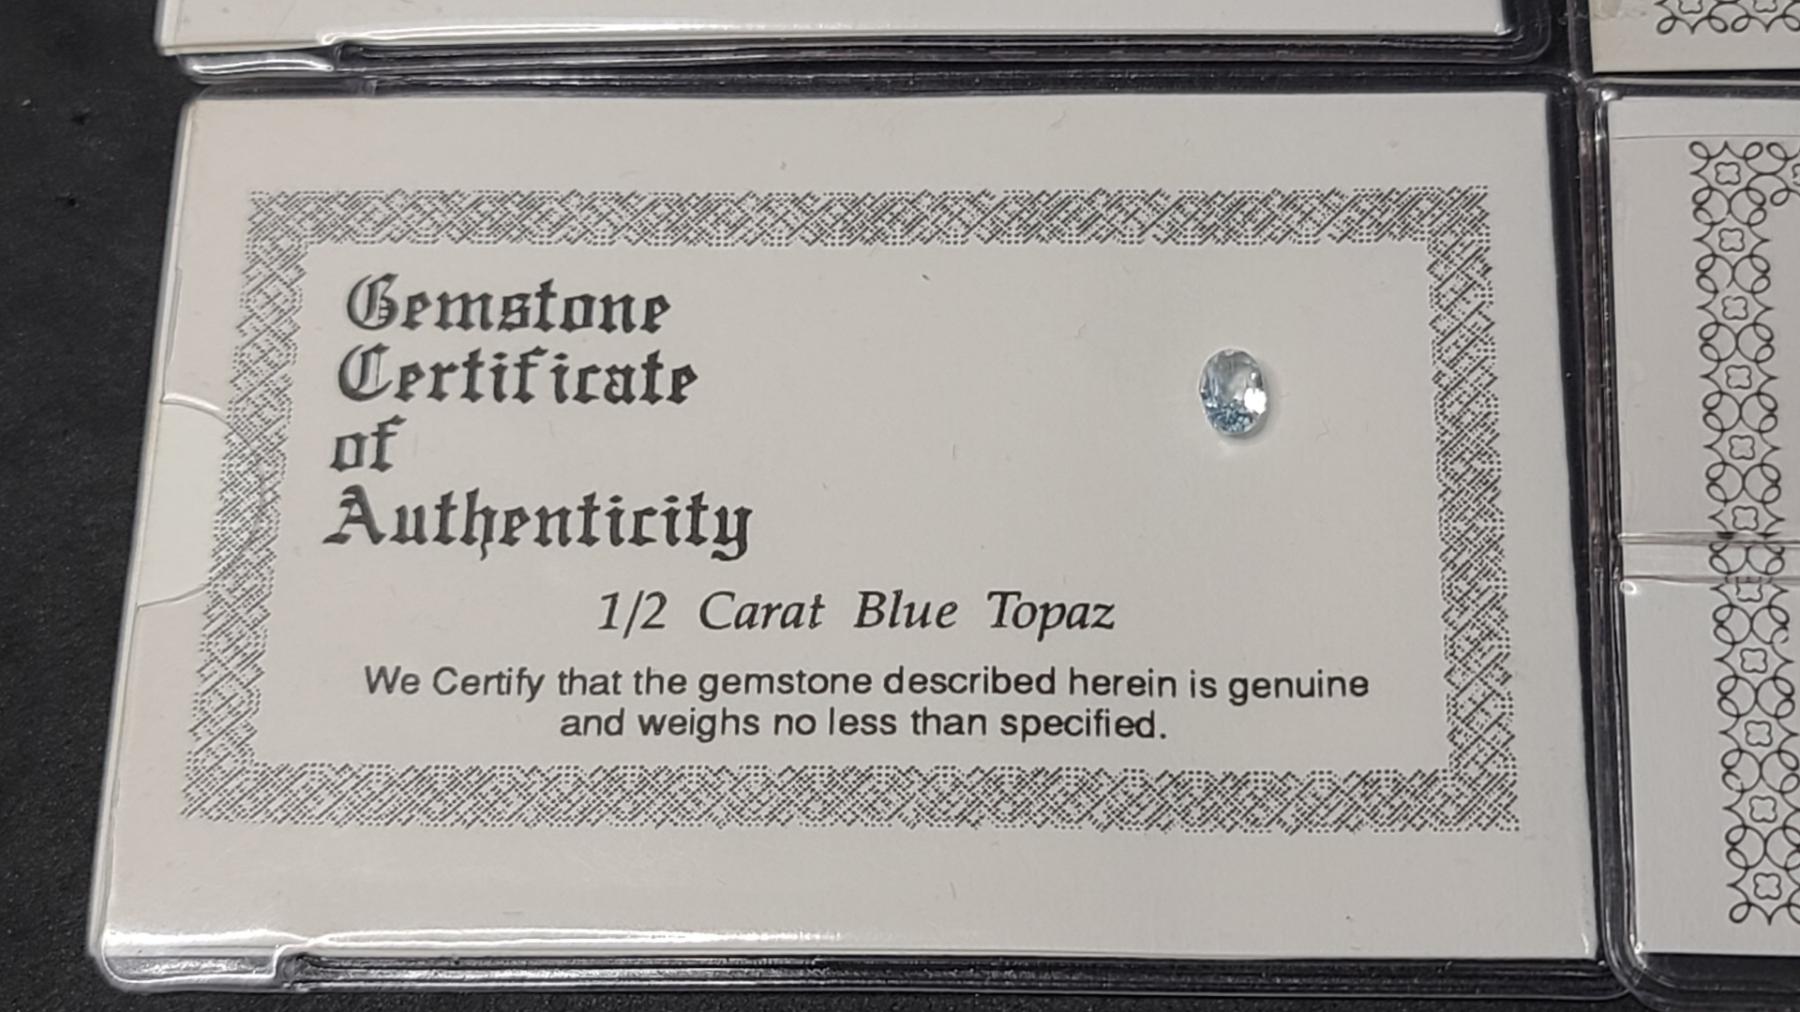 Gemstone
Certificate
of
Authenticity
1/2 Carat Blue Topaz
We Certify that the gemstone described herein is genuine
and weighs no less than specified.